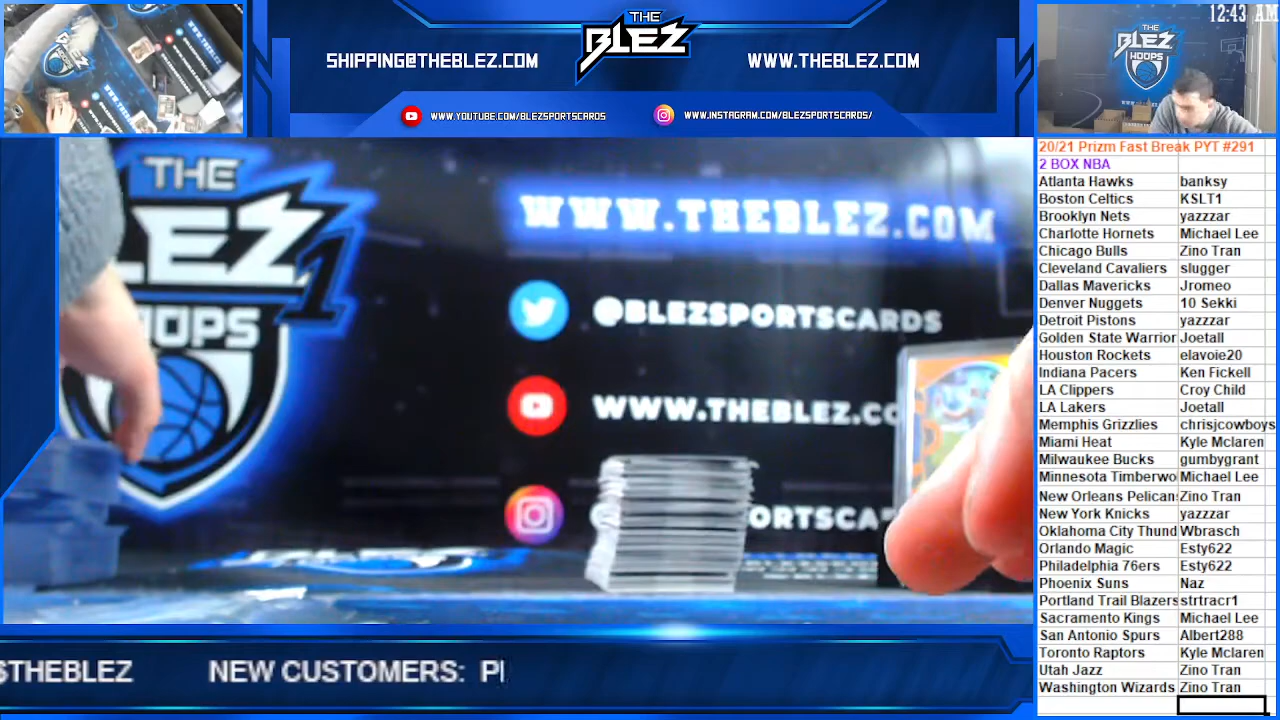 THE
BLEZ
SHIPPING@THEBLEZ.COM
WWW.THEBLEZ.COM
WWW.YOUTUBE.COM/BLEZSPORTSCARDS
WWW.INSTAGRAM.COM/BLEZSPORTSCARDS/
12:43 AM
THE
BLEZ
HOOPS
THE
LEZ
HOOPS
WWW.THEBLEZ.COM
@BLEZSPORTSCARDS
WWW.THEBLEZ.CO
ORTSCA
20/21 Prizm Fast Break PYT #291
2 BOX NBA
Atlanta Hawks banksy
Boston Celtics KSLT1
Brooklyn Nets yazzzar
Charlotte Hornets Michael Lee
Chicago Bulls Zino Tran
Cleveland Cavaliers slugger
Dallas Mavericks Jromeo
Denver Nuggets 10 Sekki
Detroit Pistons yazzzar
Golden State Warrior Joetall
Houston Rockets elavoie20
Indiana Pacers Ken Fickell
LA Clippers Croy Child
LA Lakers Joetall
Memphis Grizzlies chrisjcowboys
Miami Heat Kyle Mclaren
Milwaukee Bucks gumbygrant
Minnesota Timberwo Michael Lee
New Orleans Pelicans Zino Tran
New York Knicks yazzzar
Oklahoma City Thund Wbrasch
Orlando Magic Esty622
Philadelphia 76ers Esty622
Phoenix Suns Naz
Portland Trail Blazers strtracr1
Sacramento Kings Michael Lee
San Antonio Spurs Albert288
Toronto Raptors Kyle Mclaren
Utah Jazz Zino Tran
Washington Wizards Zino Tran
STHEBLEZ NEW CUSTOMERS: Pl